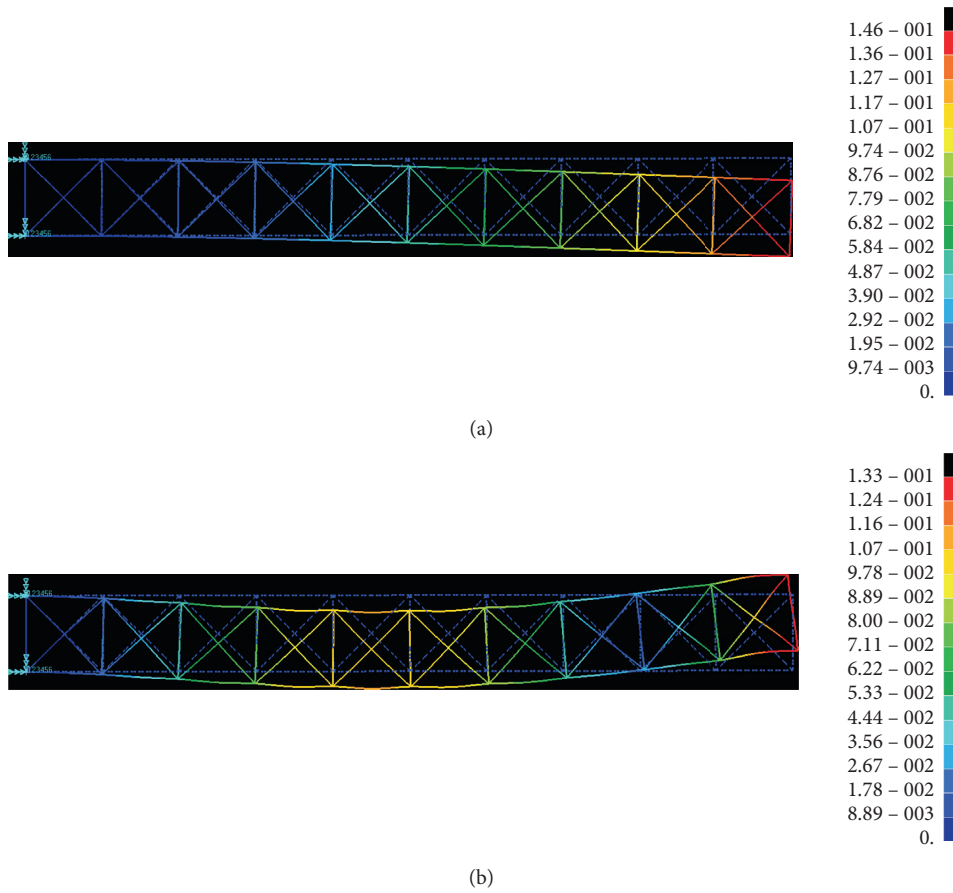 1.46 – 001
1.36 – 001
1.27 – 001
1.17 – 001
1.07 – 001
9.74 – 002
8.76 – 002
7.79 – 002
6.82 – 002
5.84 – 002
4.87 – 002
3.90 – 002
2.92 – 002
1.95 – 002
9.74 – 003
0.
123456
123456
(a)
1.33 – 001
1.24 – 001
1.16 – 001
1.07 – 001
9.78 – 002
8.89 – 002
8.00 – 002
7.11 – 002
6.22 – 002
5.33 – 002
4.44 – 002
3.56 – 002
2.67 – 002
1.78 – 002
8.89 – 003
0.
123456
123456
(b)